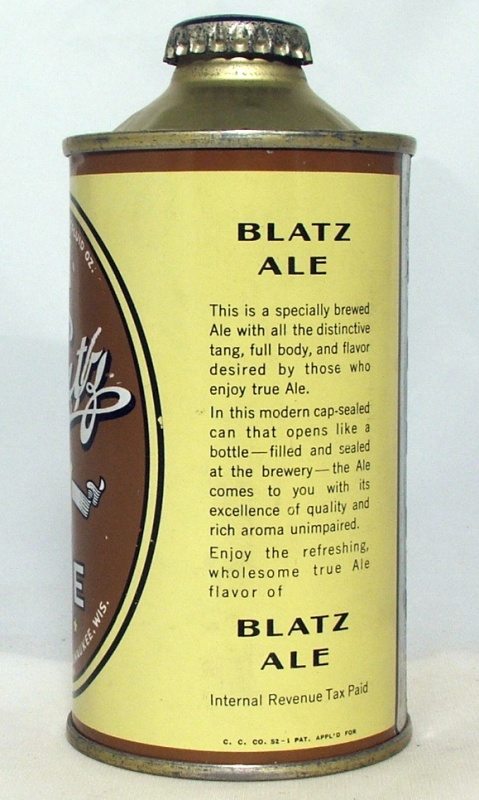 BLATZ
ALE
This is a specially brewed
Ale with all the distinctive
tang, full body, and flavor
desired by those who
enjoy true Ale.
In this modern cap-sealed
can that opens like a
bottle—filled and sealed
at the brewery—the Ale
comes to you with its
excellence of quality and
rich aroma unimpaired.
Enjoy the refreshing,
wholesome true Ale
flavor of
BLATZ
ALE
Internal Revenue Tax Paid
C. C. CO. 52-1 PAT. APPL'D FOR
OZ.
WIS.